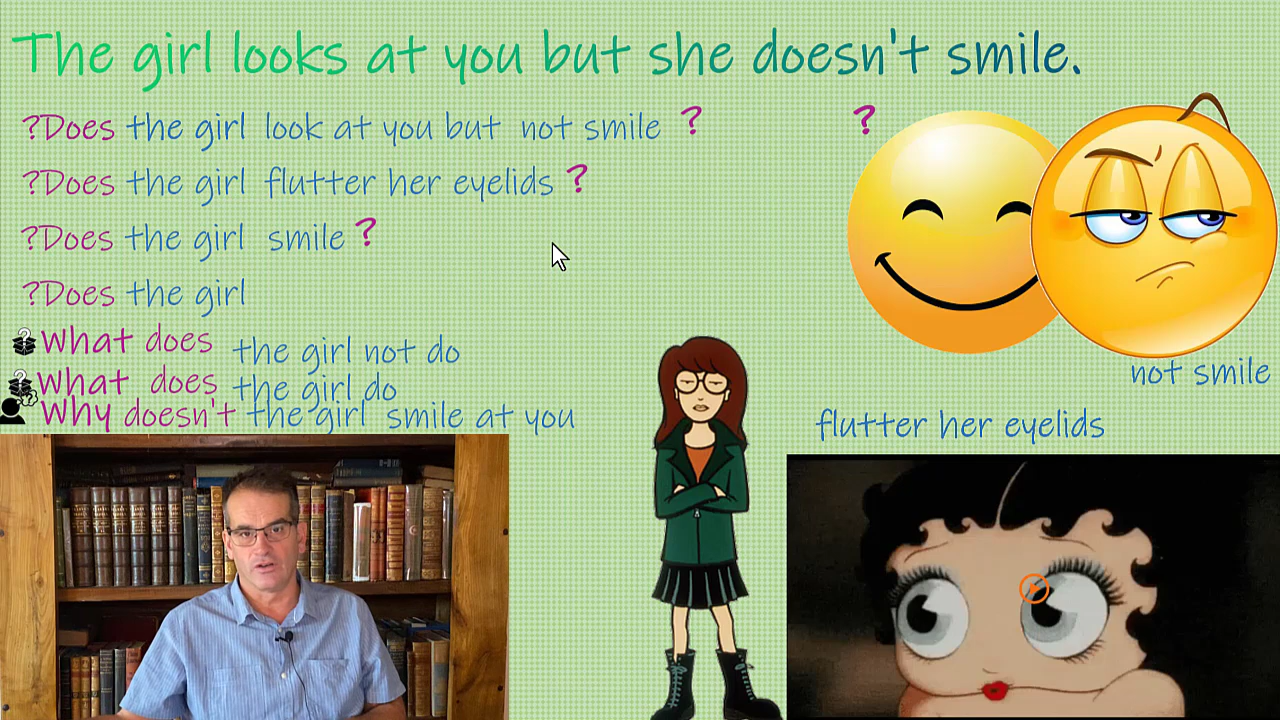 The girl looks at you but she doesn't smile.
?Does the girl look at you but not smile ? ?
?Does the girl flutter her eyelids ?
?Does the girl smile ?
?Does the girl
What does the girl not do
What does the girl do
Why doesn't the girl smile at you
not smile
flutter her eyelids